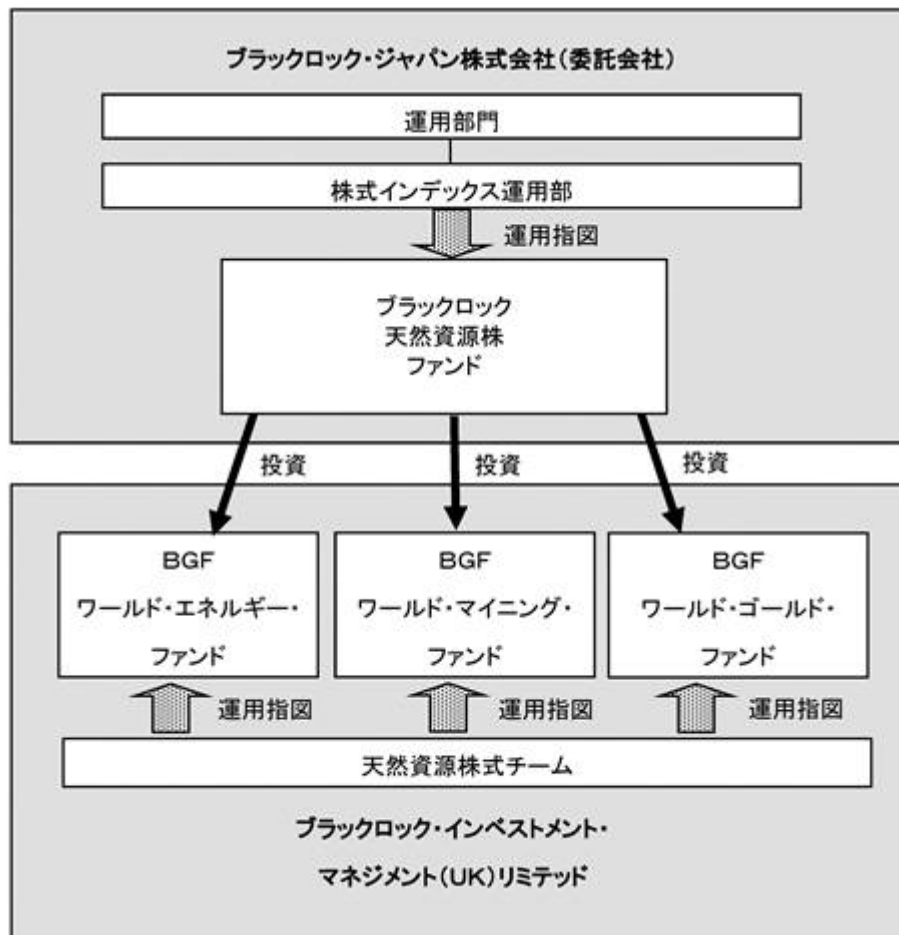 ブラックロック・ジャパン株式会社（委託会社）
運用部門
株式インデックス運用部
運用指図
ブラックロック
天然資源株
ファンド
投資
投資
投資
ＢＧＦ
ワールド・エネルギー・
ファンド
ＢＧＦ
ワールド・マイニング・
ファンド
ＢＧＦ
ワールド・ゴールド・
ファンド
運用指図
運用指図
運用指図
天然資源株式チーム
ブラックロック・インベストメント・
マネジメント（ＵＫ）リミテッド